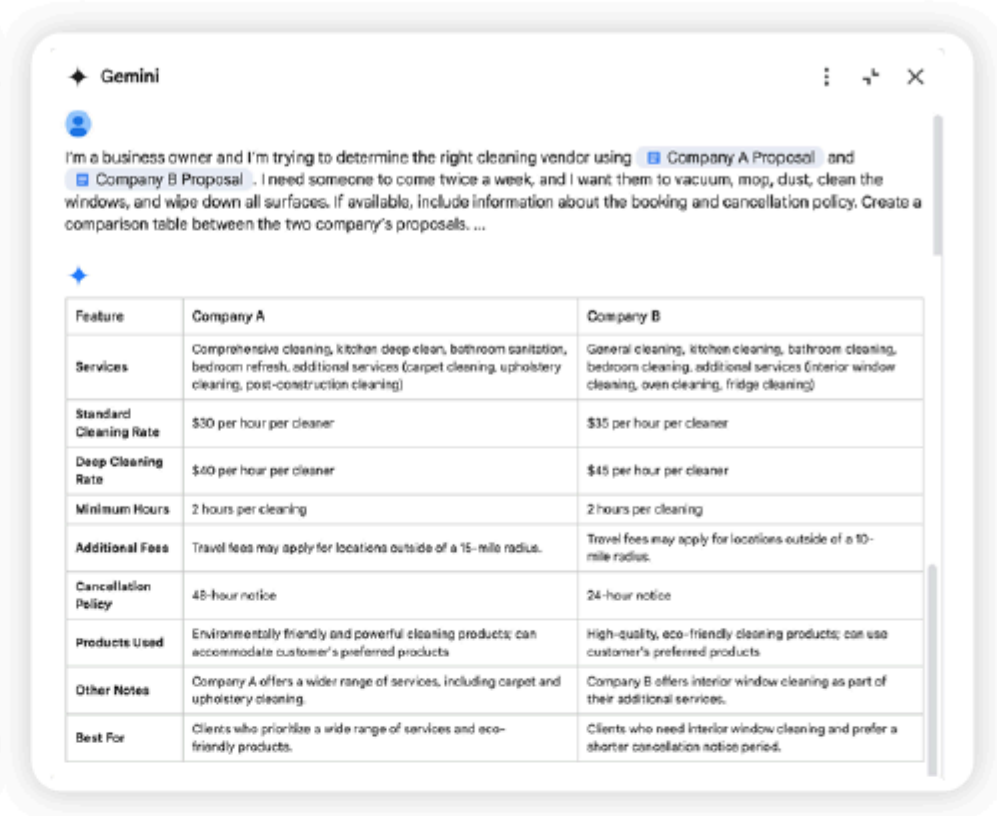 Gemini
I'm a business owner and I'm trying to determine the right cleaning vendor using Company A Proposal and
Company B Proposal . I need someone to come twice a week, and I want them to vacuum, mop, dust, clean the
windows, and wipe down all surfaces. If available, include information about the booking and cancellation policy. Create a
comparison table between the two company's proposals. ...
Feature Company A Company B
Services
Comprehensive cleaning, kitchen deep clean, bathroom sanitation,
bedroom refresh, additional services (carpet cleaning, upholstery
cleaning, post-construction cleaning)
General cleaning, kitchen cleaning, bathroom cleaning,
bedroom cleaning, additional services (interior window
cleaning, oven cleaning, fridge cleaning)
Standard
Cleaning Rate
$30 per hour per cleaner
$35 per hour per cleaner
Deep Cleaning
Rate
$40 per hour per cleaner
$45 per hour per cleaner
Minimum Hours
2 hours per cleaning
2 hours per cleaning
Additional Fees
Travel fees may apply for locations outside of a 15-mile radius.
Travel fees may apply for locations outside of a 10-
mile radius.
Cancellation
Policy
48-hour notice
24-hour notice
Products Used
Environmentally friendly and powerful cleaning products; can
accommodate customer's preferred products
High-quality, eco-friendly cleaning products; can use
customer's preferred products
Other Notes
Company A offers a wider range of services, including carpet and
upholstery cleaning.
Company B offers interior window cleaning as part of
their additional services.
Best For
Clients who prioritize a wide range of services and eco-
friendly products.
Clients who need interior window cleaning and prefer a
shorter cancellation notice period.